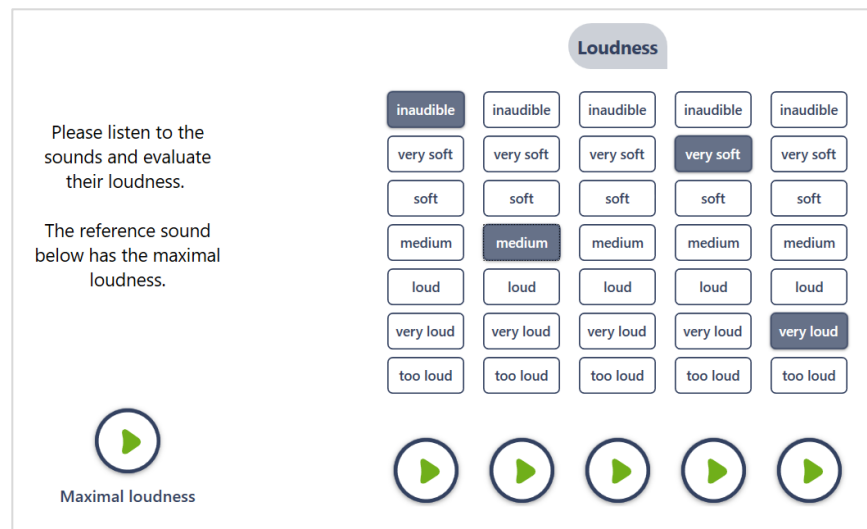 Loudness
Please listen to the
sounds and evaluate
their loudness.
The reference sound
below has the maximal
loudness.
inaudible inaudible inaudible inaudible inaudible
very soft very soft very soft very soft very soft
soft soft soft soft soft
medium medium medium medium medium
loud loud loud loud loud
very loud very loud very loud very loud very loud
too loud too loud too loud too loud too loud
Maximal loudness